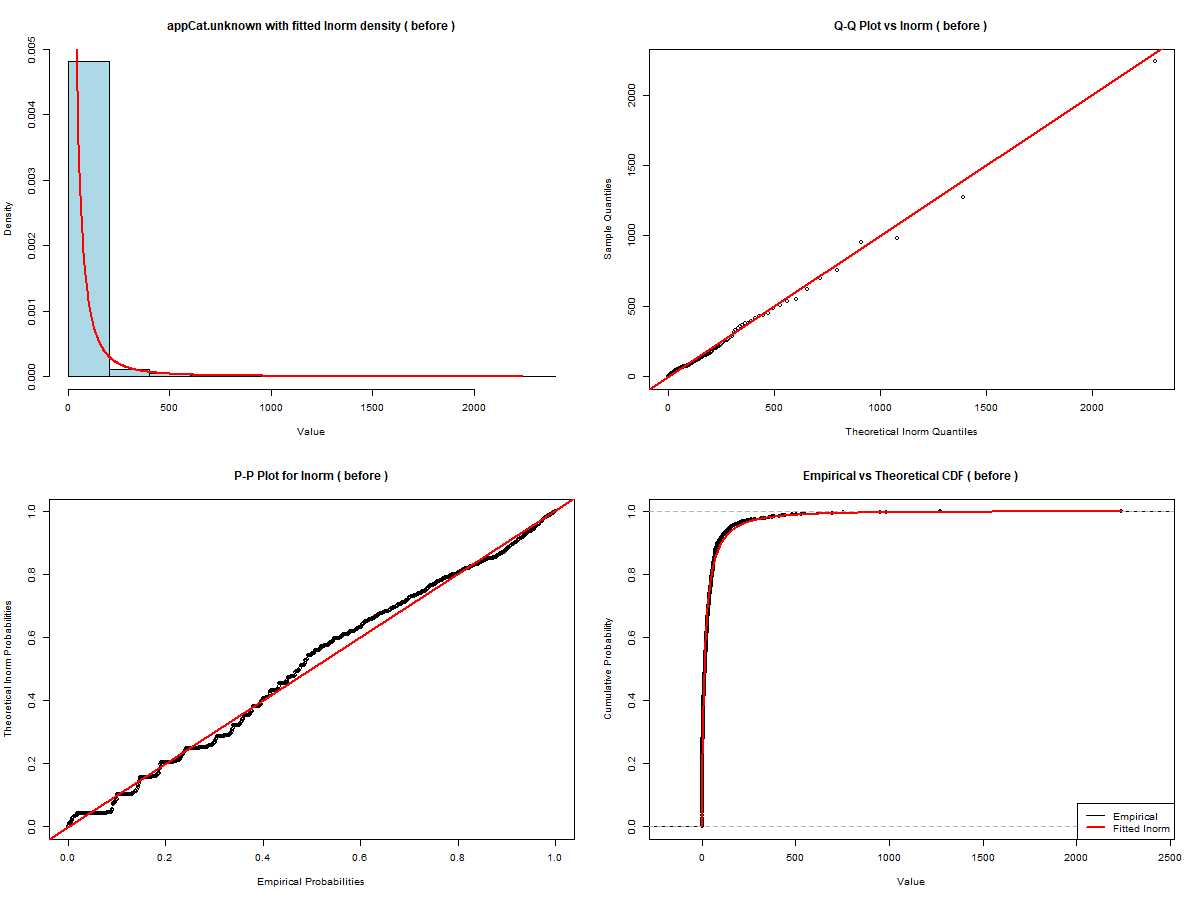 appCat.unknown with fitted lnorm density ( before )
Density
0.000 0.001 0.002 0.003 0.004 0.005
0 500 1000 1500 2000
Value
Q-Q Plot vs lnorm ( before )
Sample Quantiles
0 500 1000 1500 2000
0 500 1000 1500 2000
Theoretical lnorm Quantiles
P-P Plot for lnorm ( before )
Theoretical lnorm Probabilities
0.0 0.2 0.4 0.6 0.8 1.0
0.0 0.2 0.4 0.6 0.8 1.0
Empirical Probabilities
Empirical vs Theoretical CDF ( before )
Cumulative Probability
0.0 0.2 0.4 0.6 0.8 1.0
Empirical
Fitted lnorm
0 500 1000 1500 2000 2500
Value